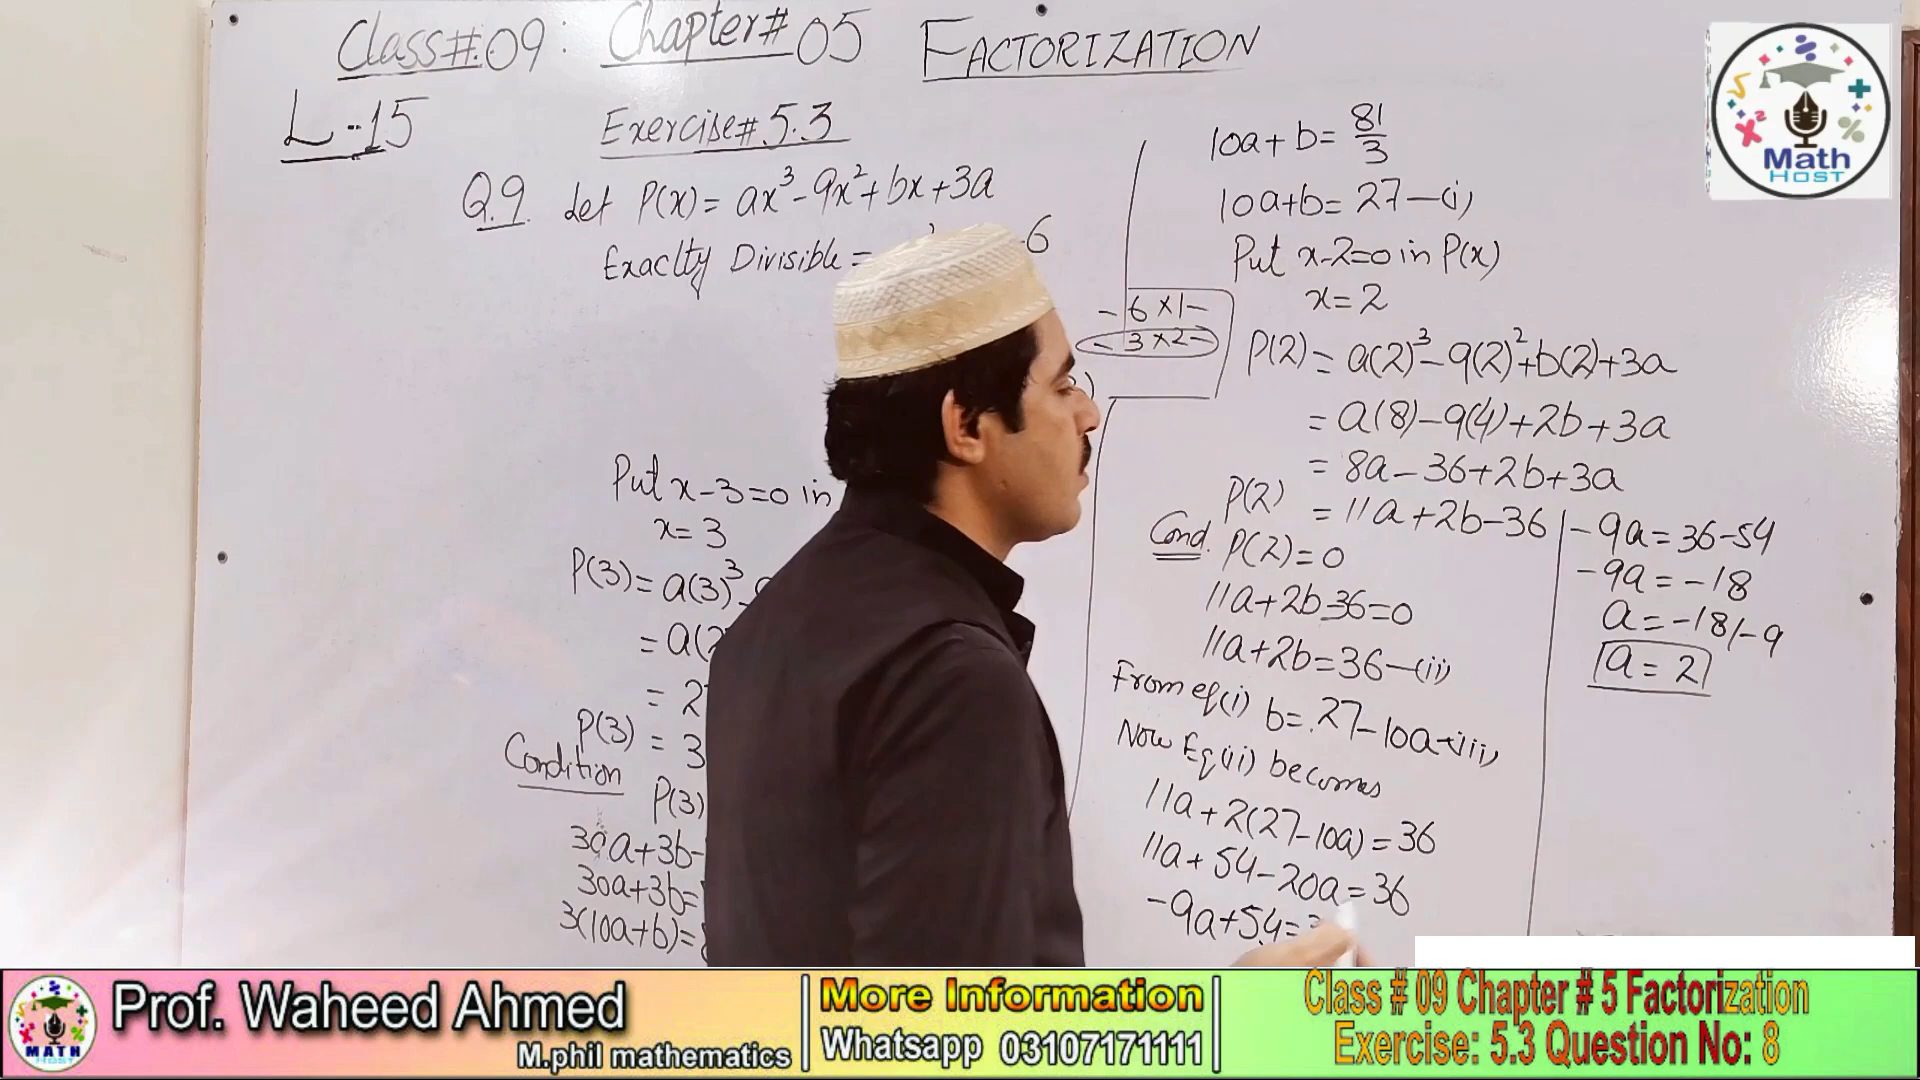 Class #.09 : Chapter# 05 FACTORIZATION
L-15
Exercise# 5.3
Q.9. Let P(x) = ax³-9x²+bx+3a
Exaclty Divisible =
-6
Put x-3=0 in
x=3
P(3) = a(3)³-
= a(2
= 2
P(3) = 3
Condition
P(3)
30a+3b-
30a+3b=
3(10a+b)=
-6×1-
-3×2-
10a+b = 81/3
10a+b= 27 —(i)
Put x-2=0 in P(x)
x=2
P(2) = a(2)³-9(2)²+b(2)+3a
= a(8)-9(4)+2b+3a
= 8a-36+2b+3a
P(2) = 11a+2b-36
Cond. P(2)=0
11a+2b-36=0
11a+2b=36 —(ii)
From eq(i) b=.27-10a—(iii)
Now Eq(ii) becomes
11a+2(27-10a)=36
11a+54-20a=36
-9a+54=3
-9a=36-54
-9a=-18
a=-18/-9
a=2
Math
HOST
MATH
HOST
Prof. Waheed Ahmed
M.phil mathematics
More Information
Whatsapp 03107171111
Class # 09 Chapter # 5 Factorization
Exercise: 5.3 Question No: 8